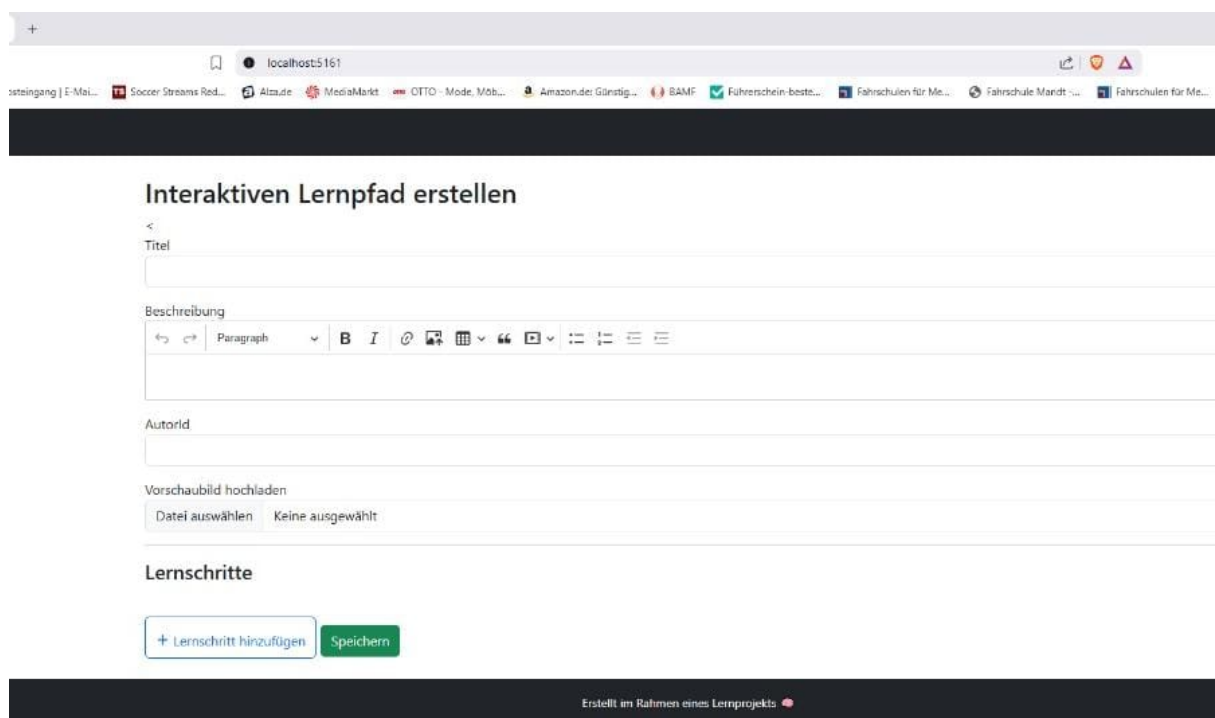 +
localhost:5161
osteingang | E-Mai... Soccer Streams Red... Alza.de MediaMarkt OTTO - Mode, Möb... Amazon.de: Günstig... BAMF Führerschein-beste... Fahrschulen für Me... Fahrschule Mandt -... Fahrschulen für Me...
Interaktiven Lernpfad erstellen
<
Titel
Beschreibung
Paragraph B I
AutorId
Vorschaubild hochladen
Datei auswählen Keine ausgewählt
Lernschritte
+ Lernschritt hinzufügen Speichern
Erstellt im Rahmen eines Lernprojekts 🧠